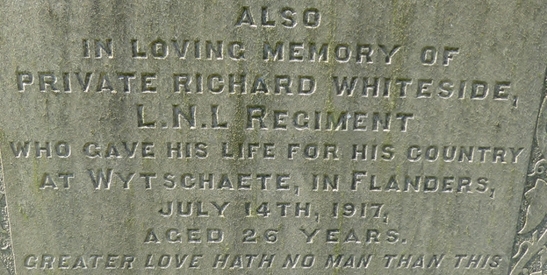 ALSO
IN LOVING MEMORY OF
PRIVATE RICHARD WHITESIDE,
L.N.L REGIMENT
WHO GAVE HIS LIFE FOR HIS COUNTRY
AT WYTSCHAETE, IN FLANDERS,
JULY 14TH, 1917,
AGED 26 YEARS.
GREATER LOVE HATH NO MAN THAN THIS